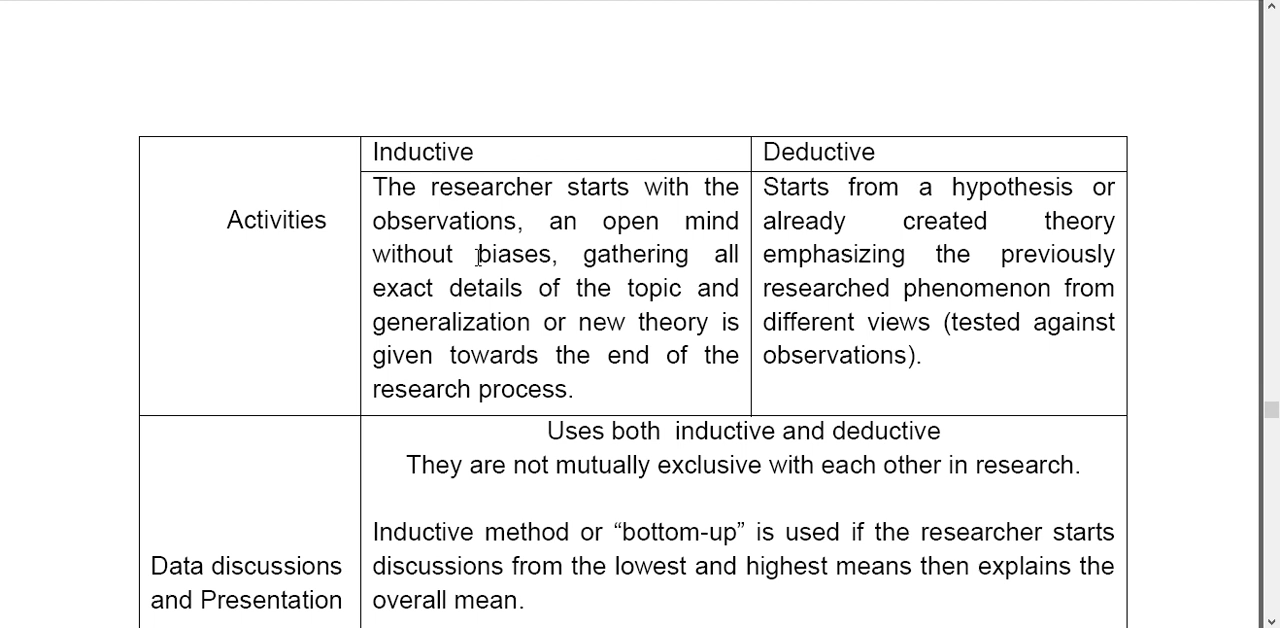 Inductive
Deductive
Activities
The researcher starts with the
observations, an open mind
without biases, gathering all
exact details of the topic and
generalization or new theory is
given towards the end of the
research process.
Starts from a hypothesis or
already created theory
emphasizing the previously
researched phenomenon from
different views (tested against
observations).
Data discussions
and Presentation
Uses both inductive and deductive
They are not mutually exclusive with each other in research.
Inductive method or “bottom-up” is used if the researcher starts
discussions from the lowest and highest means then explains the
overall mean.